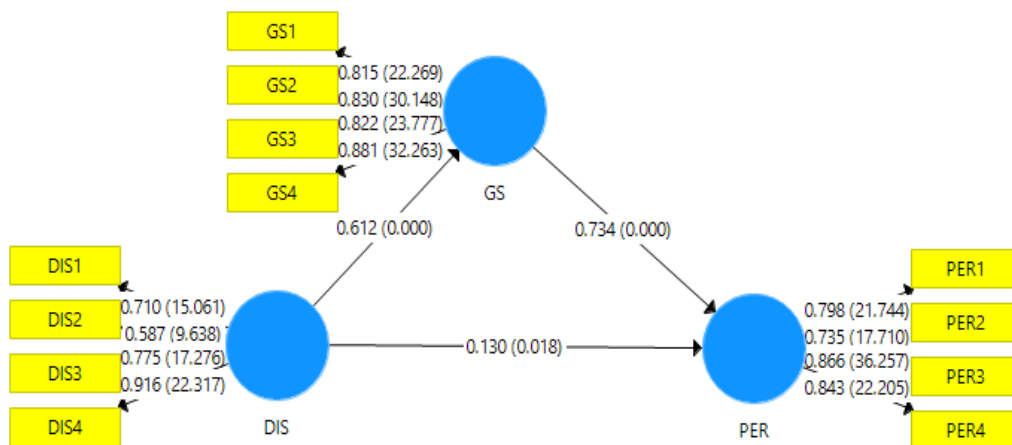 GS1
GS2
GS3
GS4
0.815 (22.269)
0.830 (30.148)
0.822 (23.777)
0.881 (32.263)
GS
0.612 (0.000)
0.734 (0.000)
DIS1
DIS2
DIS3
DIS4
0.710 (15.061)
0.587 (9.638)
0.775 (17.276)
0.916 (22.317)
DIS
0.130 (0.018)
PER
0.798 (21.744)
0.735 (17.710)
0.866 (36.257)
0.843 (22.205)
PER1
PER2
PER3
PER4